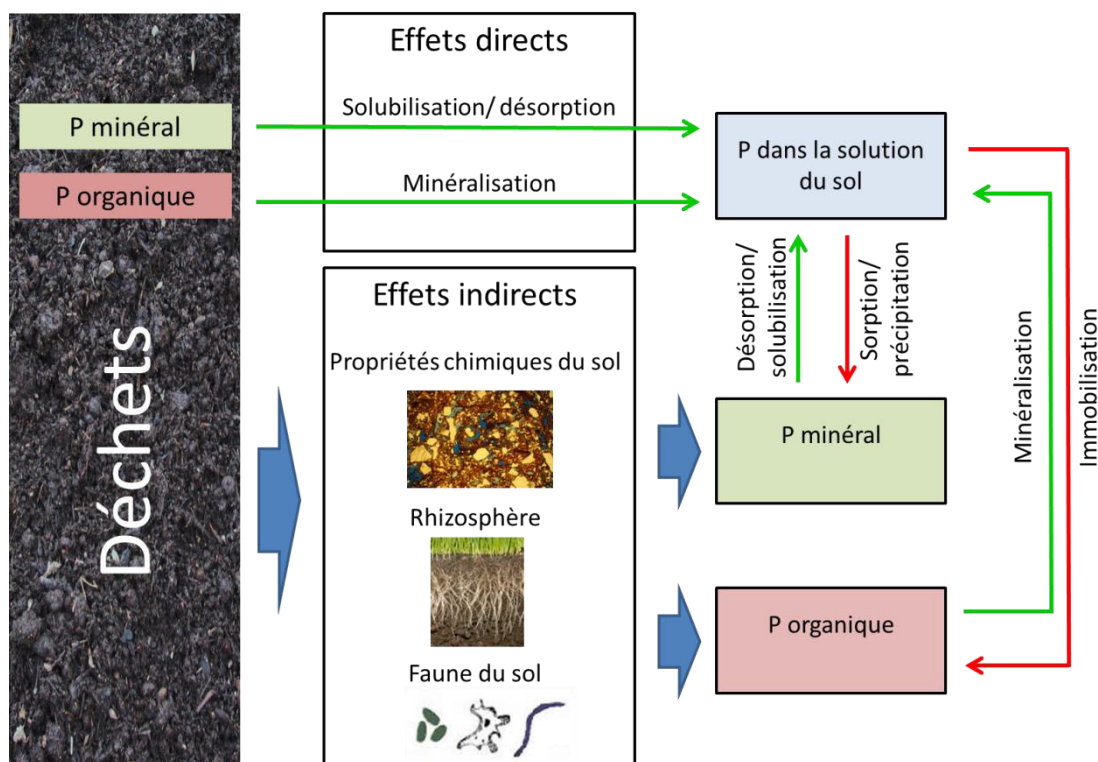 Effets directs
P minéral
Solubilisation/ désorption
P organique
Minéralisation
P dans la solution
du sol
Déchets
Effets indirects
Propriétés chimiques du sol
Rhizosphère
Faune du sol
Désorption/
solubilisation
Sorption/
précipitation
Minéralisation
Immobilisation
P minéral
P organique